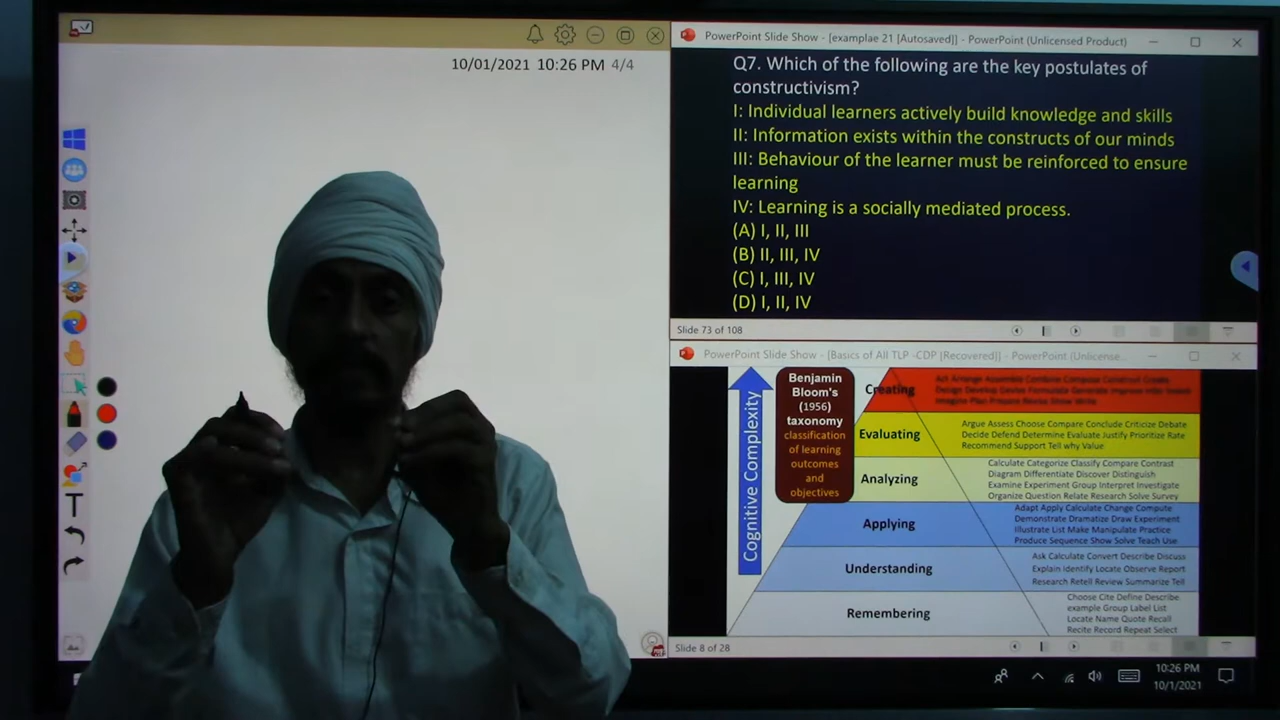 10/01/2021 10:26 PM 4/4
PowerPoint Slide Show - [examplae 21 [Autosaved]] - PowerPoint (Unlicensed Product)
Q7. Which of the following are the key postulates of
constructivism?
I: Individual learners actively build knowledge and skills
II: Information exists within the constructs of our minds
III: Behaviour of the learner must be reinforced to ensure
learning
IV: Learning is a socially mediated process.
(A) I, II, III
(B) II, III, IV
(C) I, III, IV
(D) I, II, IV
Slide 73 of 108
PowerPoint Slide Show - [Basics of All TLP -CDP [Recovered]] - PowerPoint (Unlicense...
Cognitive Complexity
Benjamin
Bloom's
(1956)
taxonomy
classification
of learning
outcomes
and
objectives
Creating
Evaluating
Argue Assess Choose Compare Conclude Criticize Debate
Decide Defend Determine Evaluate Justify Prioritize Rate
Recommend Support Tell why Value
Analyzing
Calculate Categorize Classify Compare Contrast
Diagram Differentiate Discover Distinguish
Examine Experiment Group Interpret Investigate
Organize Question Relate Research Solve Survey
Applying
Adapt Apply Calculate Change Compute
Demonstrate Dramatize Draw Experiment
Illustrate List Make Manipulate Practice
Produce Sequence Show Solve Teach Use
Understanding
Ask Calculate Convert Describe Discuss
Explain Identify Locate Observe Report
Research Retell Review Summarize Tell
Remembering
Choose Cite Define Describe
example Group Label List
Locate Name Quote Recall
Recite Record Repeat Select
Slide 8 of 28
10:26 PM
10/1/2021
T